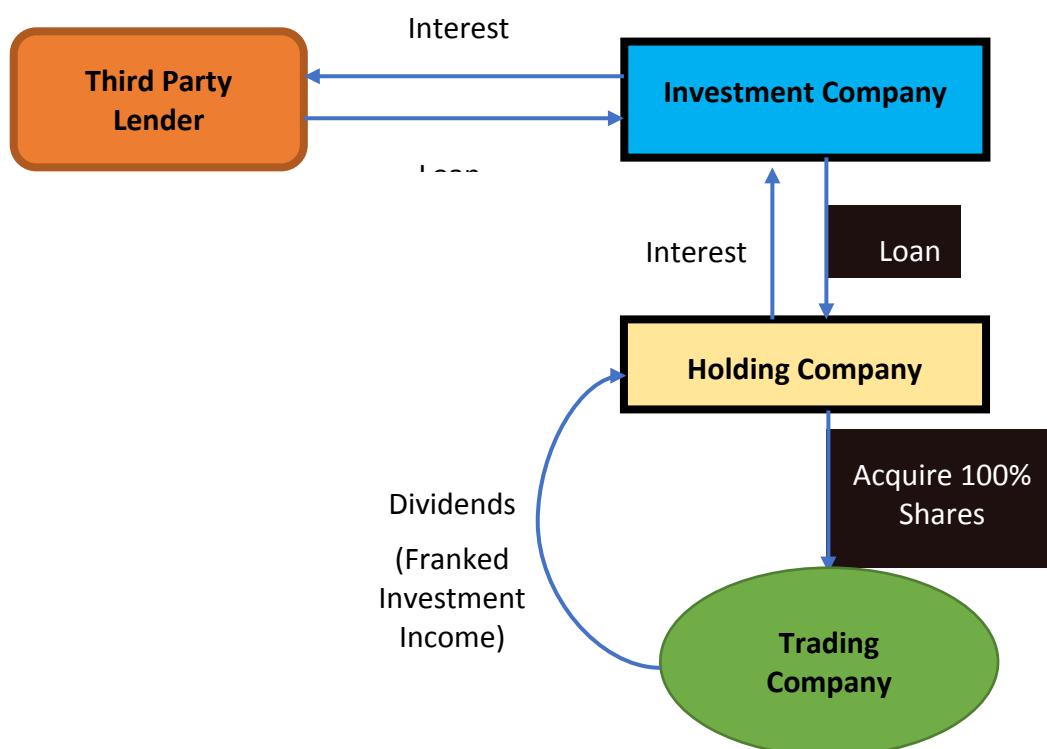 Interest
Third Party
Lender
Investment Company
Interest
Loan
Holding Company
Acquire 100%
Shares
Dividends
(Franked
Investment
Income)
Trading
Company